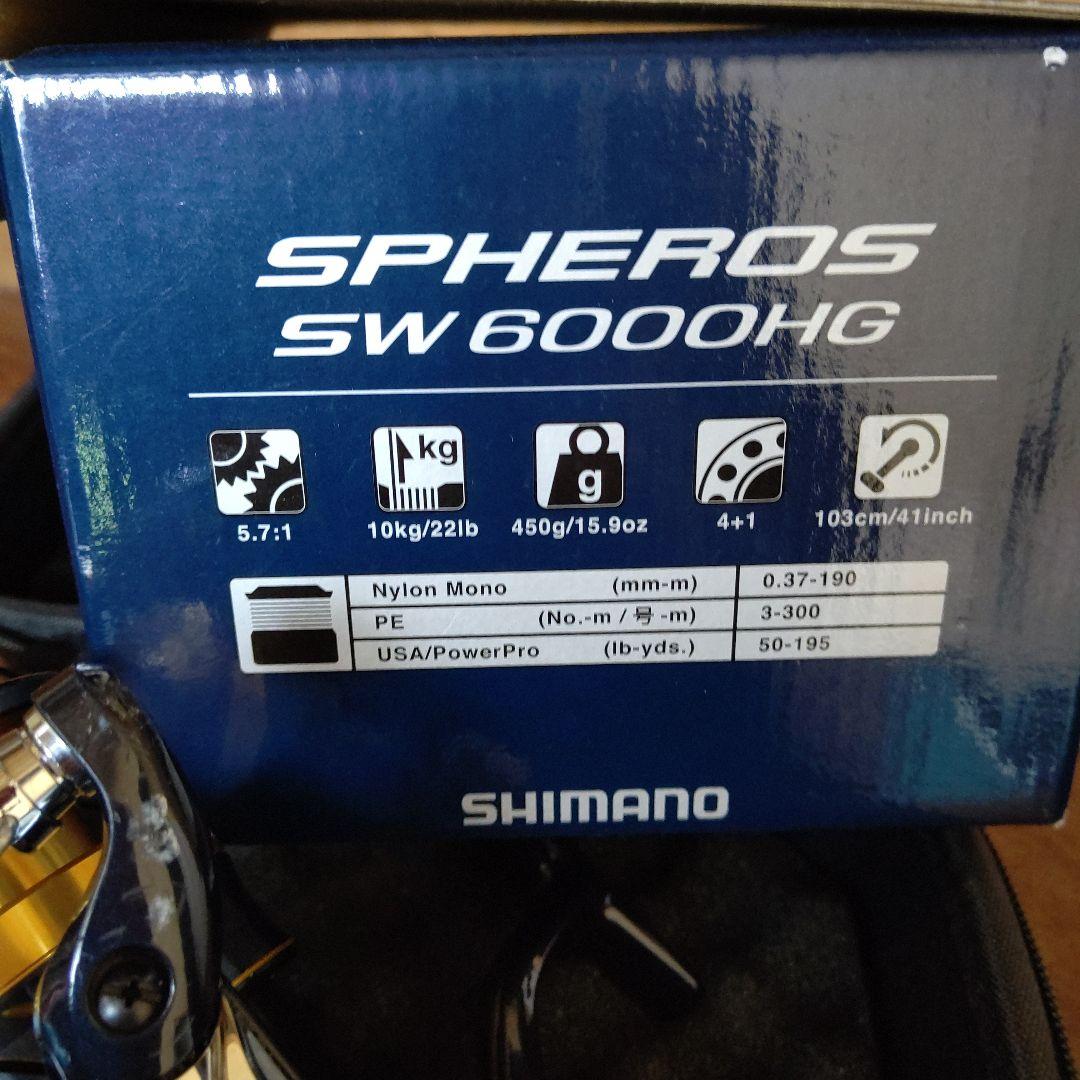 SPHEROS
SW 6000HG
kg
g
5.7:1
10kg/22lb
450g/15.9oz
4+1
103cm/41inch
Nylon Mono (mm-m) 0.37-190
PE (No.-m / 号 -m) 3-300
USA/PowerPro (lb-yds.) 50-195
SHIMANO